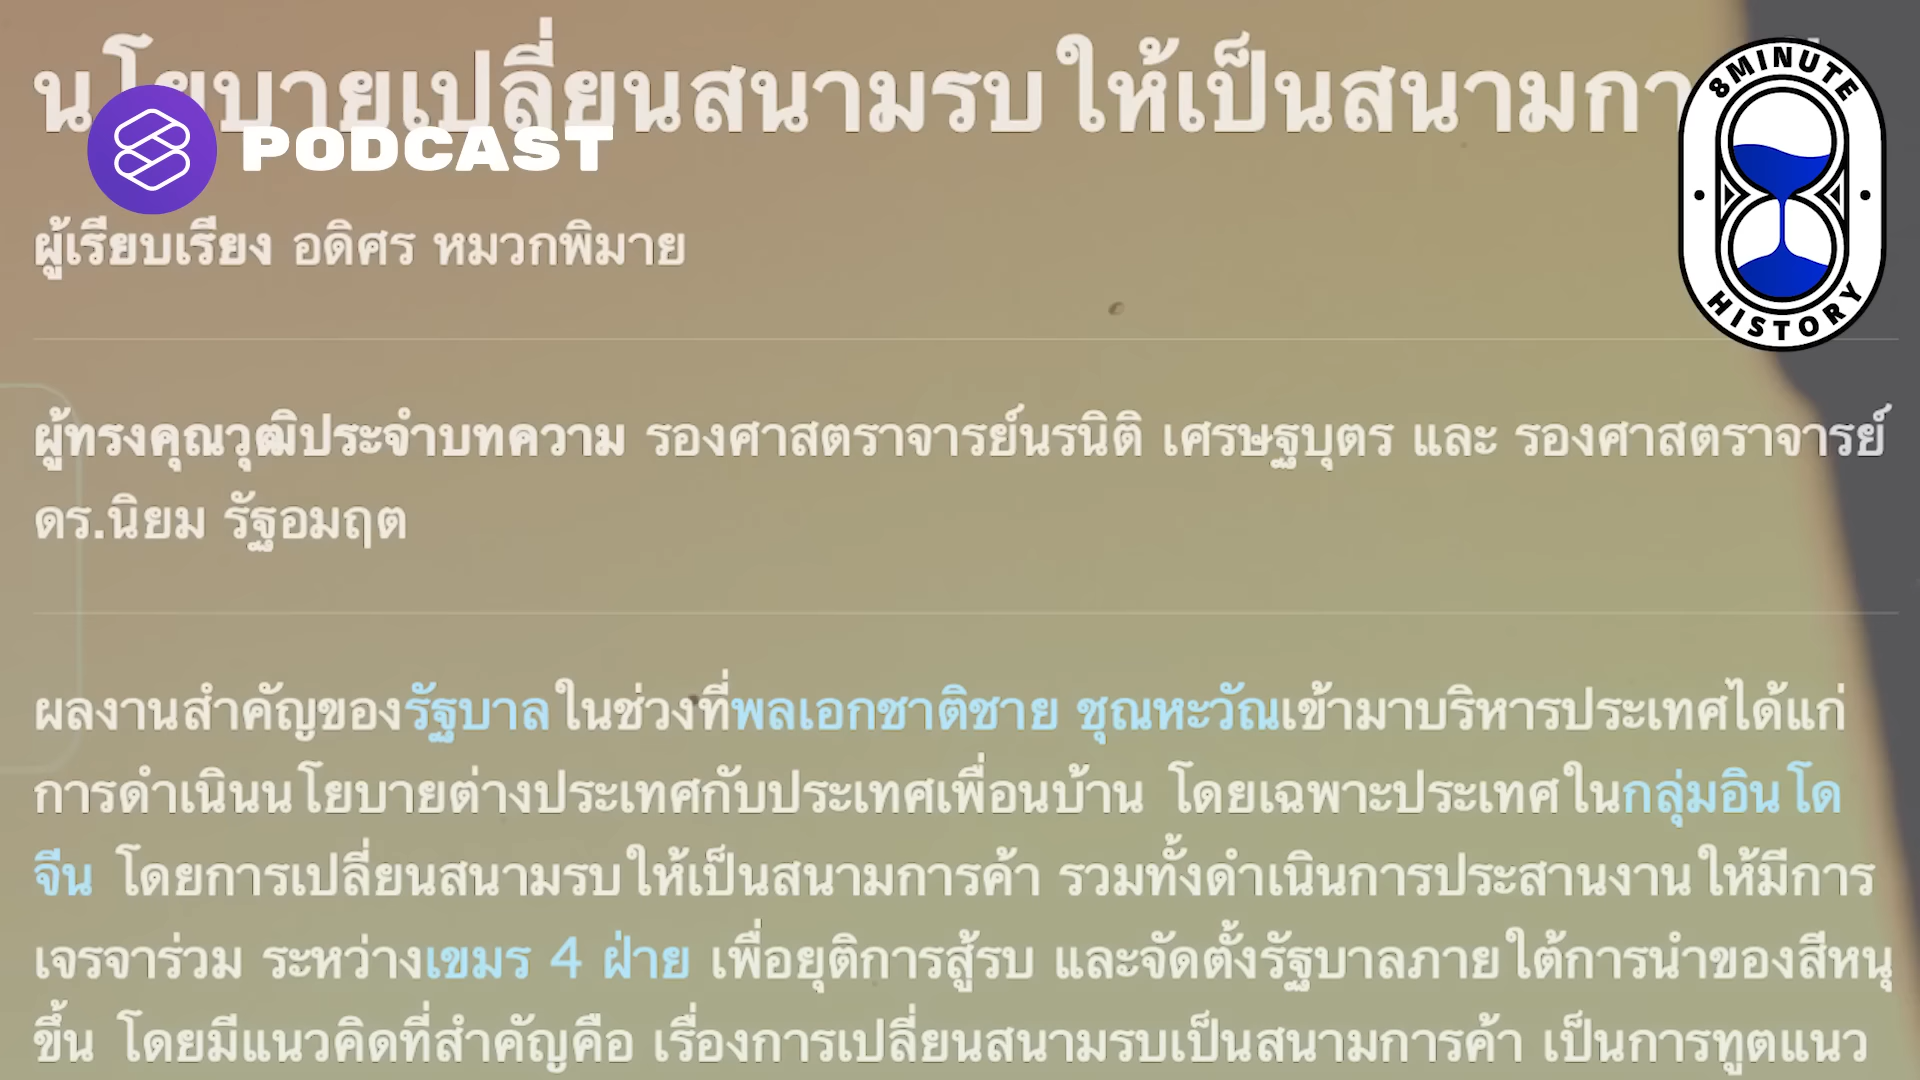 นโยบายเปลี่ยนสนามรบให้เป็นสนามกา
PODCAST
8MINUTE
HISTORY
ผู้เรียบเรียง อดิศร หมวกพิมาย
ผู้ทรงคุณวุฒิประจำบทความ รองศาสตราจารย์นรนิติ เศรษฐบุตร และ รองศาสตราจารย์
ดร.นิยม รัฐอมฤต
ผลงานสำคัญของรัฐบาลในช่วงที่พลเอกชาติชาย ชุณหะวัณเข้ามาบริหารประเทศได้แก่
การดำเนินนโยบายต่างประเทศกับประเทศเพื่อนบ้าน โดยเฉพาะประเทศในกลุ่มอินโด
จีน โดยการเปลี่ยนสนามรบให้เป็นสนามการค้า รวมทั้งดำเนินการประสานงานให้มีการ
เจรจาร่วม ระหว่างเขมร 4 ฝ่าย เพื่อยุติการสู้รบ และจัดตั้งรัฐบาลภายใต้การนำของสีหนุ
ขึ้น โดยมีแนวคิดที่สำคัญคือ เรื่องการเปลี่ยนสนามรบเป็นสนามการค้า เป็นการทูตแนว